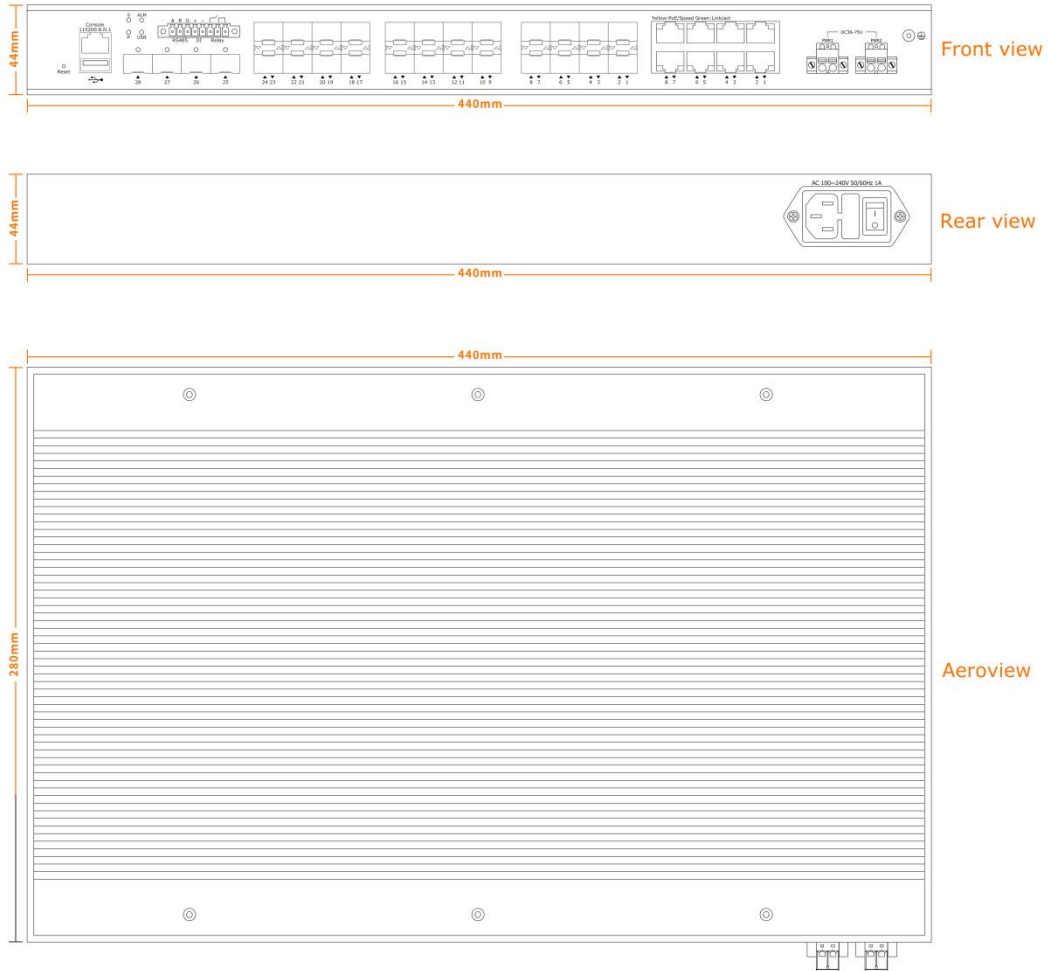 44mm
Console
115200.8.N.1
Reset
S ALM
P USB
A B G + -
RS485 DI Relay
28 27 26 25
24 23 22 21 20 19 18 17
16 15 14 13 12 11 10 9
8 7 6 5 4 3 2 1
Yellow:PoE/Speed Green:Link/act
8 7 6 5 4 3 2 1
DC36-75V
PWR1 PWR2
Front view
440mm
44mm
AC 100~240V 50/60Hz 1A
Rear view
440mm
440mm
280mm
Aeroview